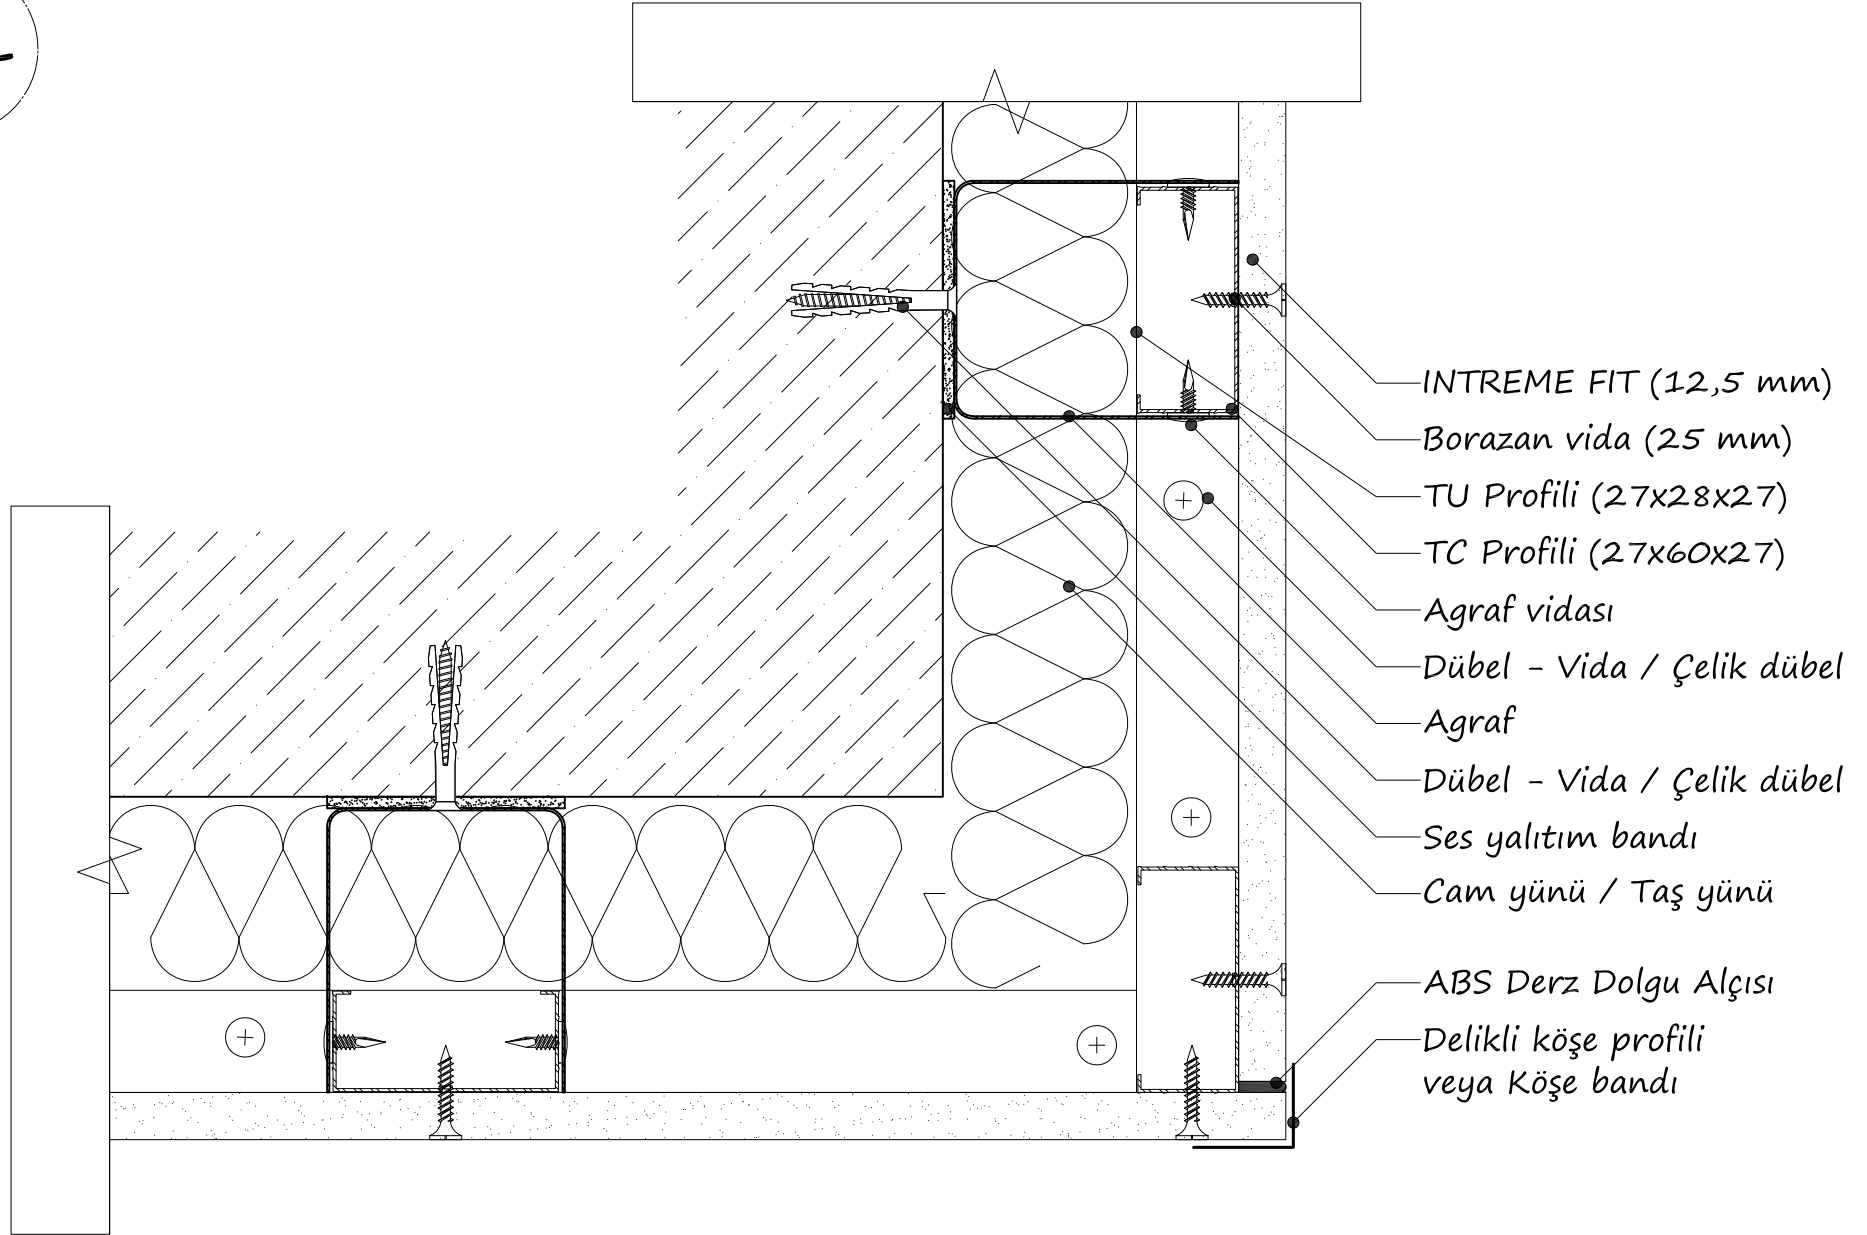 INTREME FIT (12,5 mm)
Borazan vida (25 mm)
TU Profili (27x28x27)
TC Profili (27x60x27)
Agraf vidası
Dübel - Vida / Çelik dübel
Agraf
Dübel - Vida / Çelik dübel
Ses yalıtım bandı
Cam yünü / Taş yünü
ABS Derz Dolgu Alçısı
Delikli köşe profili
veya Köşe bandı